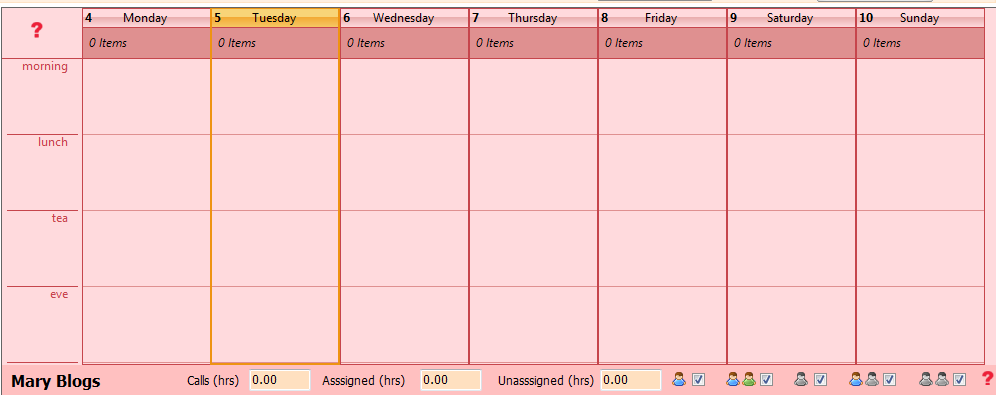 ? 4 Monday 5 Tuesday 6 Wednesday 7 Thursday 8 Friday 9 Saturday 10 Sunday
0 Items 0 Items 0 Items 0 Items 0 Items 0 Items 0 Items
morning
lunch
tea
eve
Mary Blogs Calls (hrs) 0.00 Asssigned (hrs) 0.00 Unasssigned (hrs) 0.00 ?